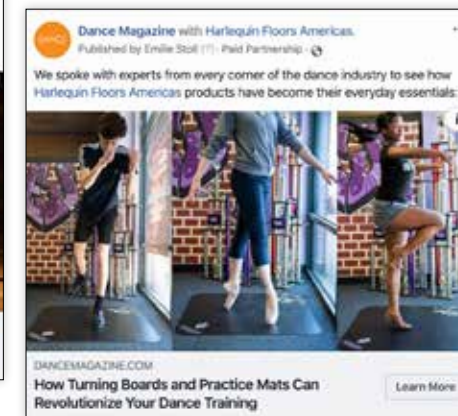 DANCE
Dance Magazine with Harlequin Floors Americas.
Published by Emilie Stoll · Paid Partnership ·
We spoke with experts from every corner of the dance industry to see how
Harlequin Floors Americas products have become their everyday essentials:
DANCEMAGAZINE.COM
How Turning Boards and Practice Mats Can
Revolutionize Your Dance Training
Learn More